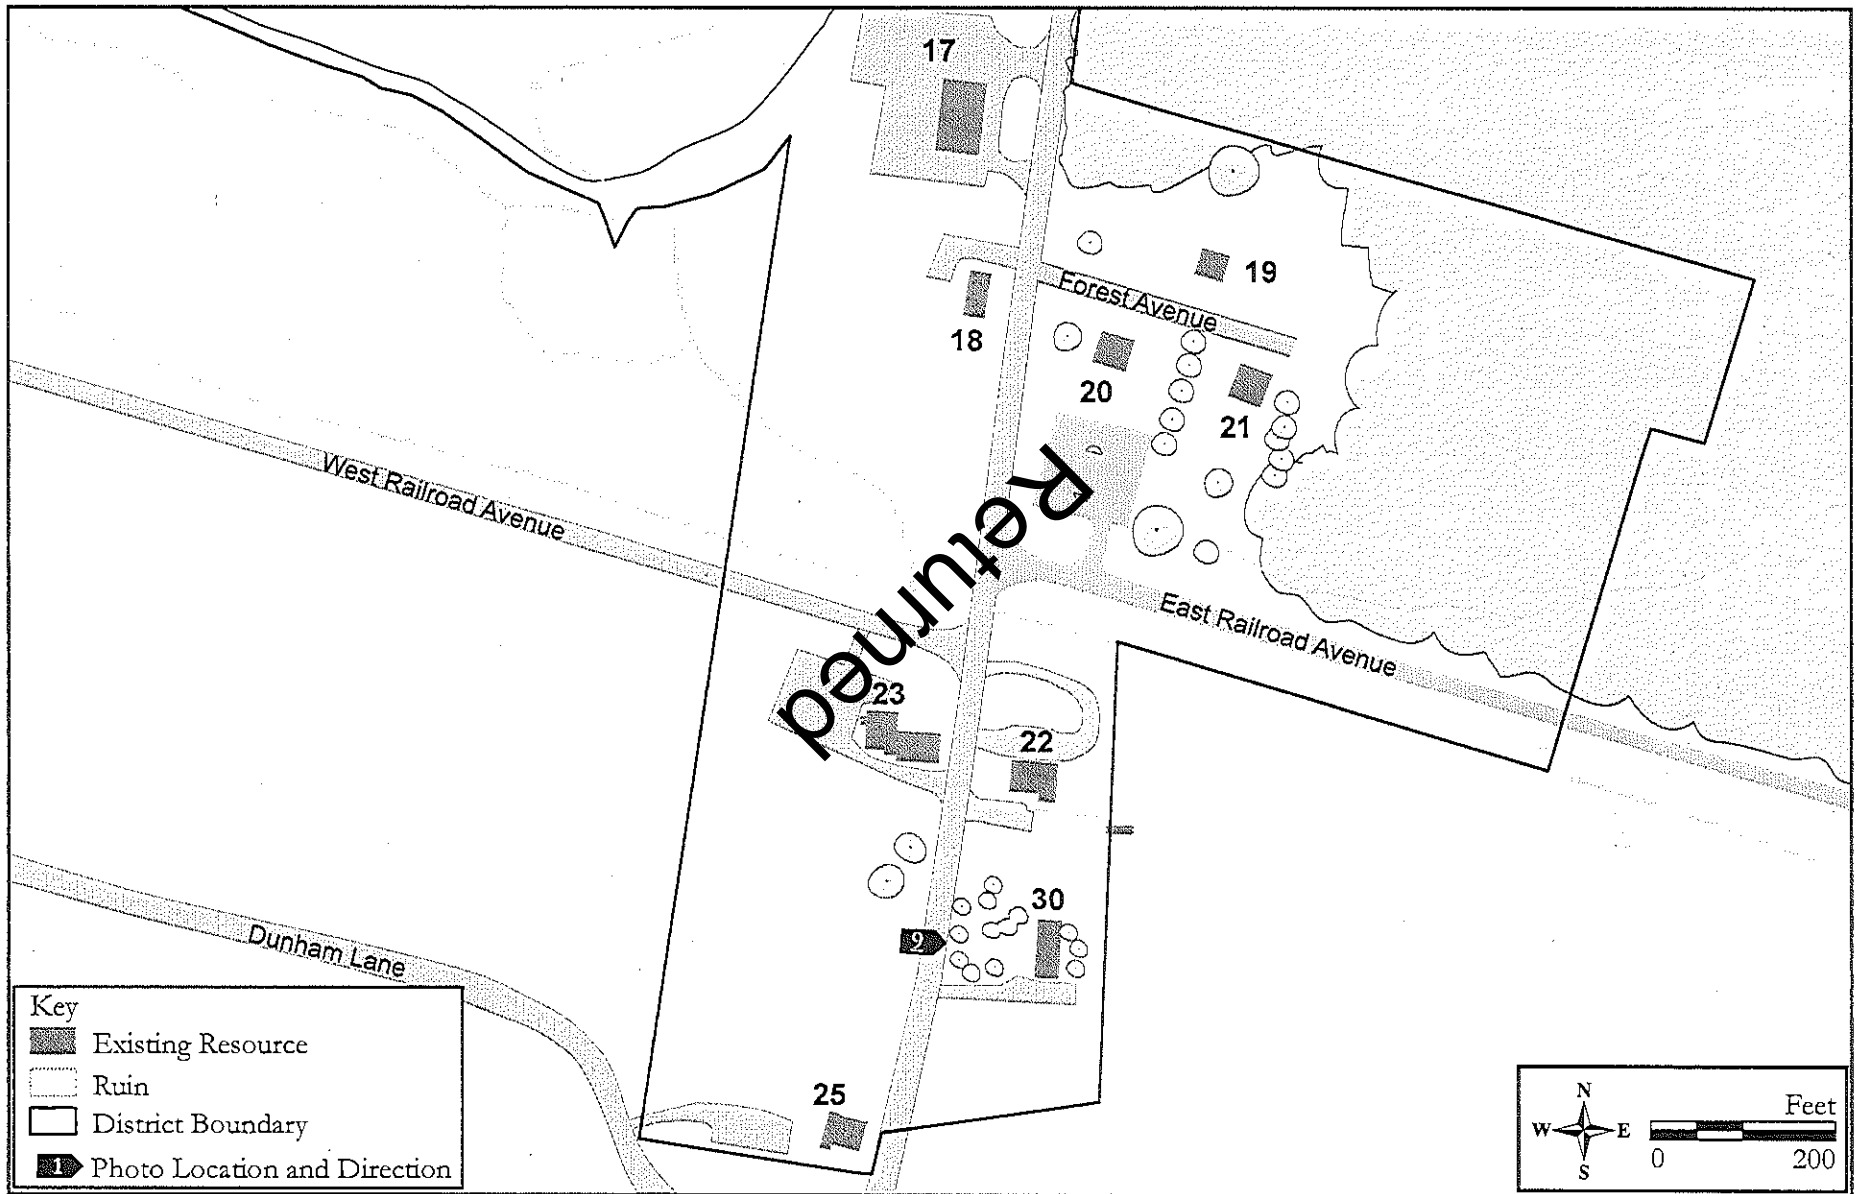 17
19
Forest Avenue
18
20
21
West Railroad Avenue
Returned
East Railroad Avenue
23
22
30
9
Dunham Lane
25
Key
Existing Resource
Ruin
District Boundary
1 Photo Location and Direction
N
W E
S
Feet
0 200